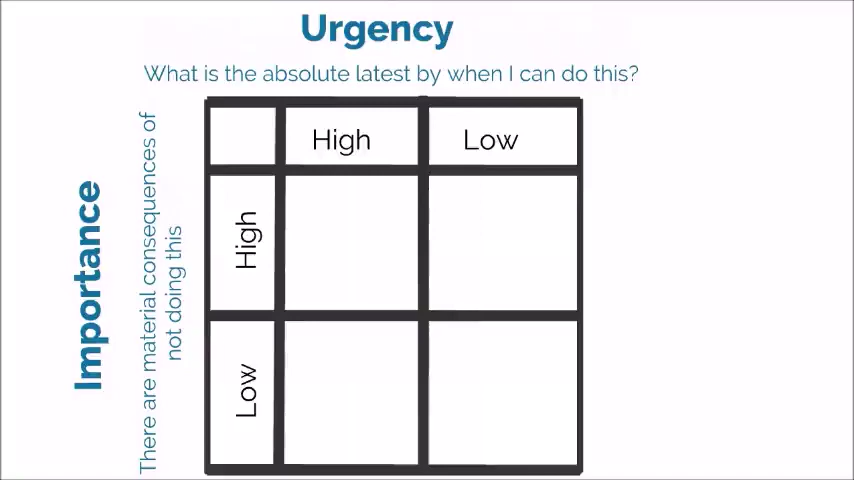 Urgency
What is the absolute latest by when I can do this?
High
Low
Importance
There are material consequences of
not doing this
High
Low